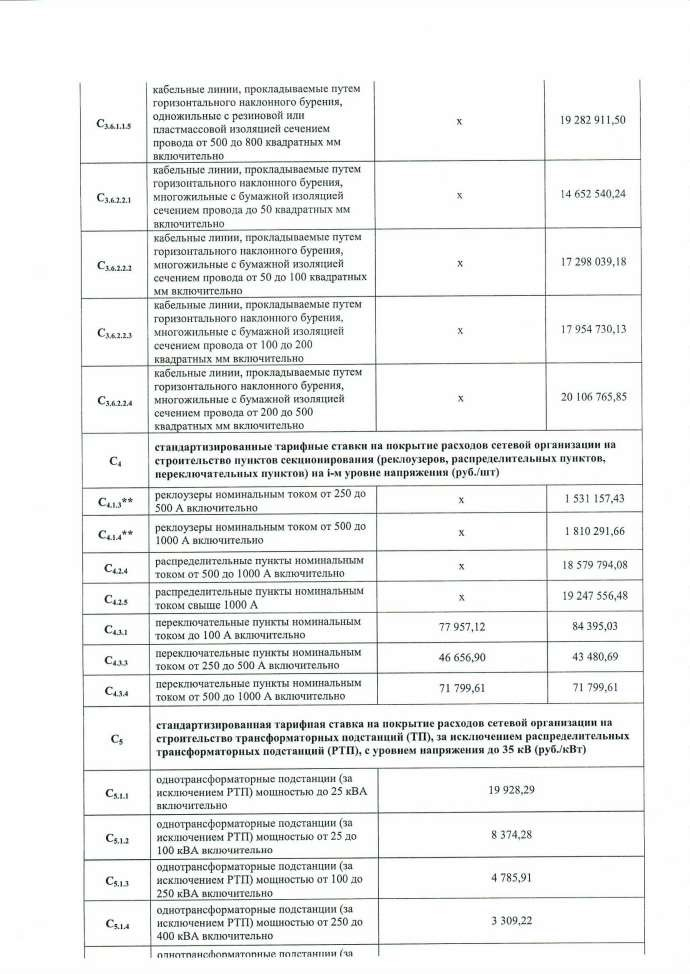 кабельные линии, прокладываемые путем
горизонтального наклонного бурения,
одножильные с резиновой или
пластмассовой изоляцией сечением
провода от 500 до 800 квадратных мм
включительно
С3.6.1.1.5
х
19 282 911,50
кабельные линии, прокладываемые путем
горизонтального наклонного бурения,
многожильные с бумажной изоляцией
сечением провода до 50 квадратных мм
включительно
С3.6.2.2.1
х
14 652 540,24
кабельные линии, прокладываемые путем
горизонтального наклонного бурения,
многожильные с бумажной изоляцией
сечением провода от 50 до 100 квадратных
мм включительно
С3.6.2.2.2
х
17 298 039,18
кабельные линии, прокладываемые путем
горизонтального наклонного бурения,
многожильные с бумажной изоляцией
сечением провода от 100 до 200
квадратных мм включительно
С3.6.2.2.3
х
17 954 730,13
кабельные линии, прокладываемые путем
горизонтального наклонного бурения,
многожильные с бумажной изоляцией
сечением провода от 200 до 500
квадратных мм включительно
С3.6.2.2.4
х
20 106 765,85
С4
стандартизированные тарифные ставки на покрытие расходов сетевой организации на
строительство пунктов секционирования (реклоузеров, распределительных пунктов,
переключательных пунктов) на i-м уровне напряжения (руб./шт)
С4.1.3**
реклоузеры номинальным током от 250 до
500 А включительно
х
1 531 157,43
С4.1.4**
реклоузеры номинальным током от 500 до
1000 А включительно
х
1 810 291,66
С4.2.4
распределительные пункты номинальным
током от 500 до 1000 А включительно
х
18 579 794,08
С4.2.5
распределительные пункты номинальным
током свыше 1000 А
х
19 247 556,48
С4.3.1
переключательные пункты номинальным
током до 100 А включительно
77 957,12
84 395,03
С4.3.3
переключательные пункты номинальным
током от 250 до 500 А включительно
46 656,90
43 480,69
С4.3.4
переключательные пункты номинальным
током от 500 до 1000 А включительно
71 799,61
71 799,61
С5
стандартизированная тарифная ставка на покрытие расходов сетевой организации на
строительство трансформаторных подстанций (ТП), за исключением распределительных
трансформаторных подстанций (РТП), с уровнем напряжения до 35 кВ (руб./кВт)
С5.1.1
однотрансформаторные подстанции (за
исключением РТП) мощностью до 25 кВА
включительно
19 928,29
С5.1.2
однотрансформаторные подстанции (за
исключением РТП) мощностью от 25 до
100 кВА включительно
8 374,28
С5.1.3
однотрансформаторные подстанции (за
исключением РТП) мощностью от 100 до
250 кВА включительно
4 785,91
С5.1.4
однотрансформаторные подстанции (за
исключением РТП) мощностью от 250 до
400 кВА включительно
3 309,22
однотрансформаторные подстанции (за